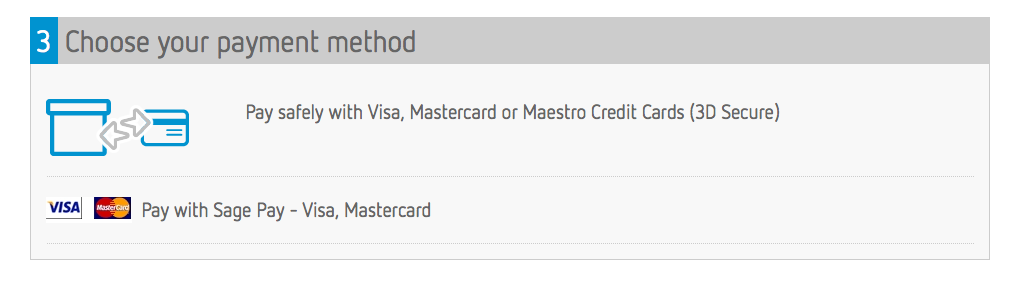 3 Choose your payment method
Pay safely with Visa, Mastercard or Maestro Credit Cards (3D Secure)
VISA MasterCard Pay with Sage Pay - Visa, Mastercard